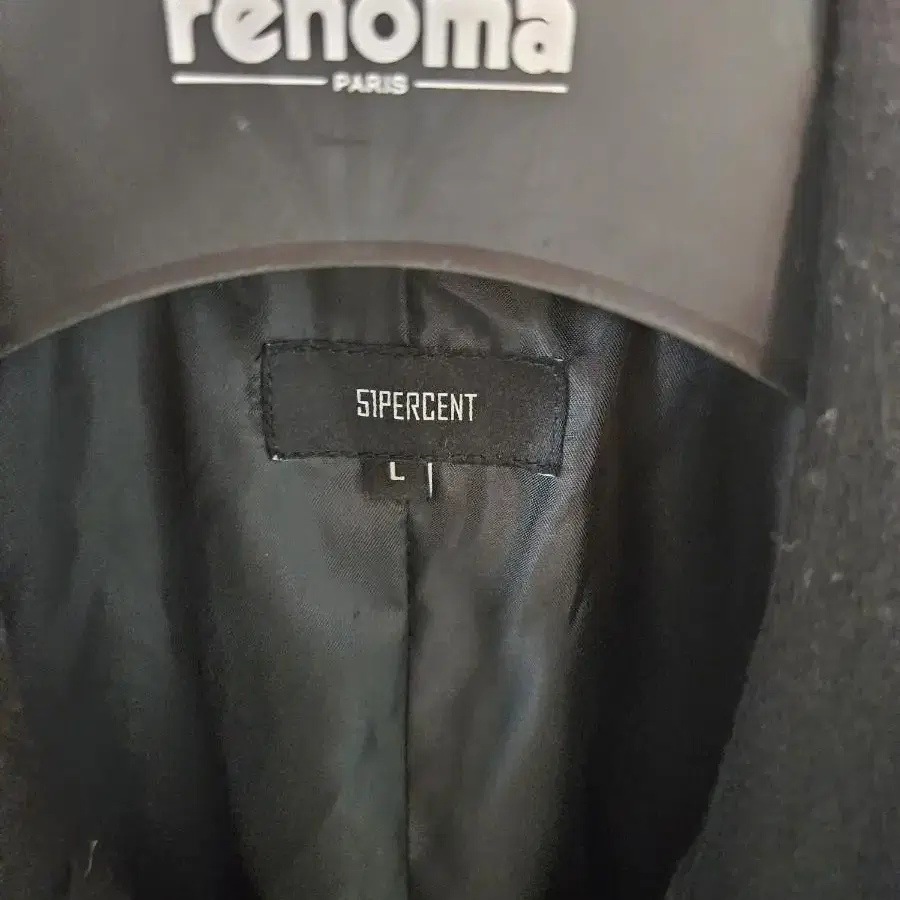 renoma
PARIS
51PERCENT
L